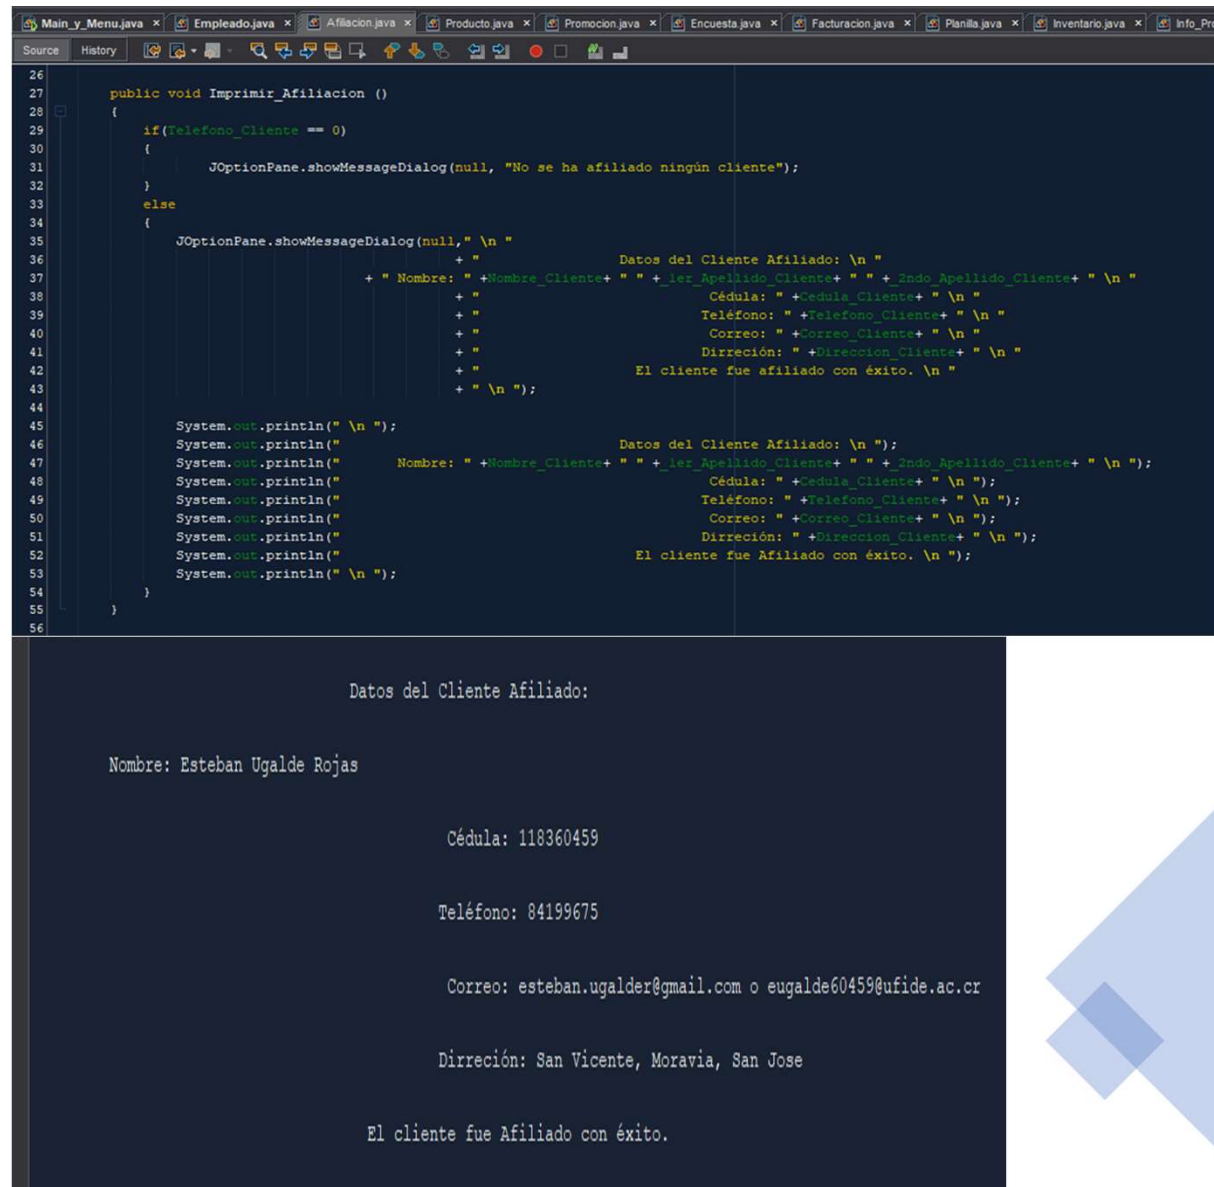 Main_y_Menu.java × Empleado.java × Afiliacion.java × Producto.java × Promocion.java × Encuesta.java × Facturacion.java × Planilla.java × Inventario.java × Info_Pro
Source History
26
27 public void Imprimir_Afiliacion ()
28 {
29 if(Telefono_Cliente == 0)
30 {
31 JOptionPane.showMessageDialog(null, "No se ha afiliado ningún cliente");
32 }
33 else
34 {
35 JOptionPane.showMessageDialog(null," \n "
36 + " Datos del Cliente Afiliado: \n "
37 + " Nombre: " +Nombre_Cliente+ " " +_1er_Apellido_Cliente+ " " +_2ndo_Apellido_Cliente+ " \n "
38 + " Cédula: " +Cedula_Cliente+ " \n "
39 + " Teléfono: " +Telefono_Cliente+ " \n "
40 + " Correo: " +Correo_Cliente+ " \n "
41 + " Dirreción: " +Direccion_Cliente+ " \n "
42 + " El cliente fue afiliado con éxito. \n "
43 + " \n ");
44
45 System.out.println(" \n ");
46 System.out.println(" Datos del Cliente Afiliado: \n ");
47 System.out.println(" Nombre: " +Nombre_Cliente+ " " +_1er_Apellido_Cliente+ " " +_2ndo_Apellido_Cliente+ " \n ");
48 System.out.println(" Cédula: " +Cedula_Cliente+ " \n ");
49 System.out.println(" Teléfono: " +Telefono_Cliente+ " \n ");
50 System.out.println(" Correo: " +Correo_Cliente+ " \n ");
51 System.out.println(" Dirreción: " +Direccion_Cliente+ " \n ");
52 System.out.println(" El cliente fue Afiliado con éxito. \n ");
53 System.out.println(" \n ");
54 }
55 }
56
Datos del Cliente Afiliado:
Nombre: Esteban Ugalde Rojas
Cédula: 118360459
Teléfono: 84199675
Correo: esteban.ugalder@gmail.com o eugalde60459@ufide.ac.cr
Dirreción: San Vicente, Moravia, San Jose
El cliente fue Afiliado con éxito.